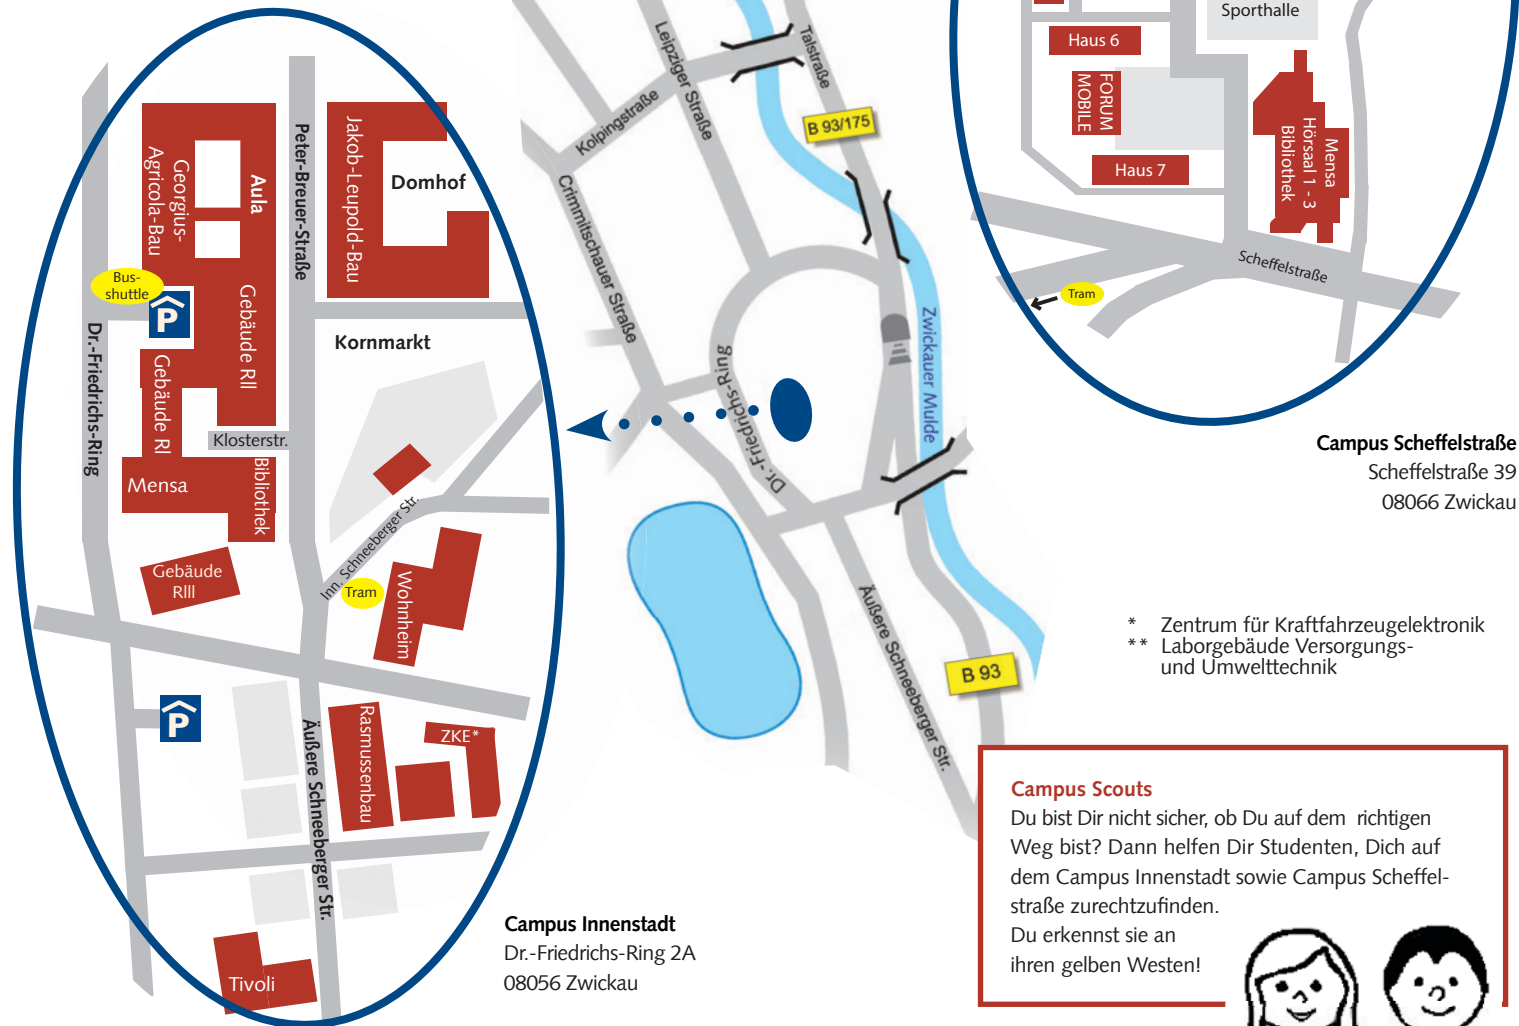 Georgius-
Agricola-Bau
Aula
Peter-Breuer-Straße
Jakob-Leupold-Bau
Domhof
Bus-
shuttle
P
Dr.-Friedrichs-Ring
Gebäude RII
Gebäude RI
Kornmarkt
Klosterstr.
Mensa
Bibliothek
Gebäude
RIII
Inn. Schneeberger Str.
Tram
Wohnheim
P
Rasmussenbau
ZKE*
Äußere Schneeberger Str.
Tivoli
Campus Innenstadt
Dr.-Friedrichs-Ring 2A
08056 Zwickau
Leipziger Straße
Kolpingstraße
Talstraße
B 93/175
Crimmitschauer Straße
Dr.-Friedrichs-Ring
Zwickauer Mulde
Äußere Schneeberger Str.
B 93
Sporthalle
Haus 6
FORUM
MOBILE
Haus 7
Mensa
Hörsaal 1 - 3
Bibliothek
Scheffelstraße
Tram
Campus Scheffelstraße
Scheffelstraße 39
08066 Zwickau
* Zentrum für Kraftfahrzeugelektronik
** Laborgebäude Versorgungs-
und Umwelttechnik
Campus Scouts
Du bist Dir nicht sicher, ob Du auf dem richtigen
Weg bist? Dann helfen Dir Studenten, Dich auf
dem Campus Innenstadt sowie Campus Scheffel-
straße zurechtzufinden.
Du erkennst sie an
ihren gelben Westen!